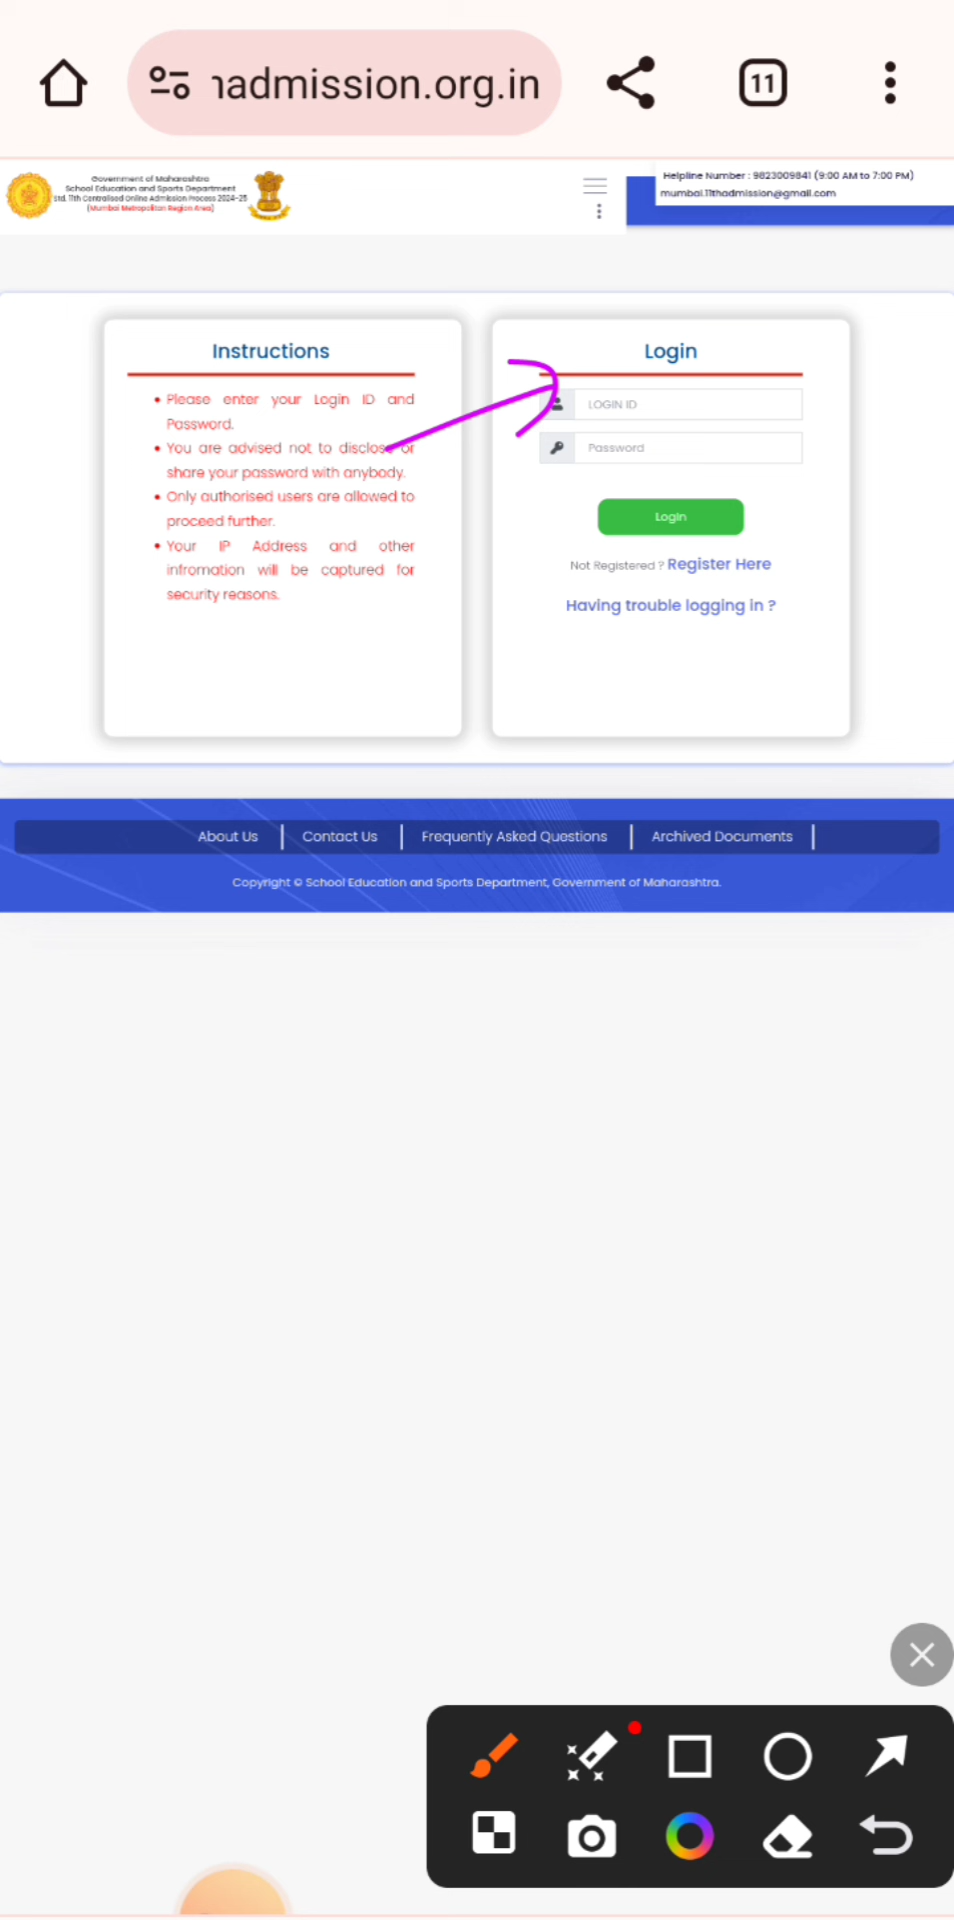 nadmission.org.in
11
Government of Maharashtra
School Education and Sports Department
Std. 11th Centralised Online Admission Process 2024-25
(Mumbai Metropolitan Region Area)
Helpline Number : 9823009841 (9:00 AM to 7:00 PM)
mumbai.11thadmission@gmail.com
Instructions
• Please enter your Login ID and
Password.
• You are advised not to disclose or
share your password with anybody.
• Only authorised users are allowed to
proceed further.
• Your IP Address and other
infromation will be captured for
security reasons.
Login
LOGIN ID
Password
Login
Not Registered ? Register Here
Having trouble logging in ?
About Us
Contact Us
Frequently Asked Questions
Archived Documents
Copyright © School Education and Sports Department, Government of Maharashtra.